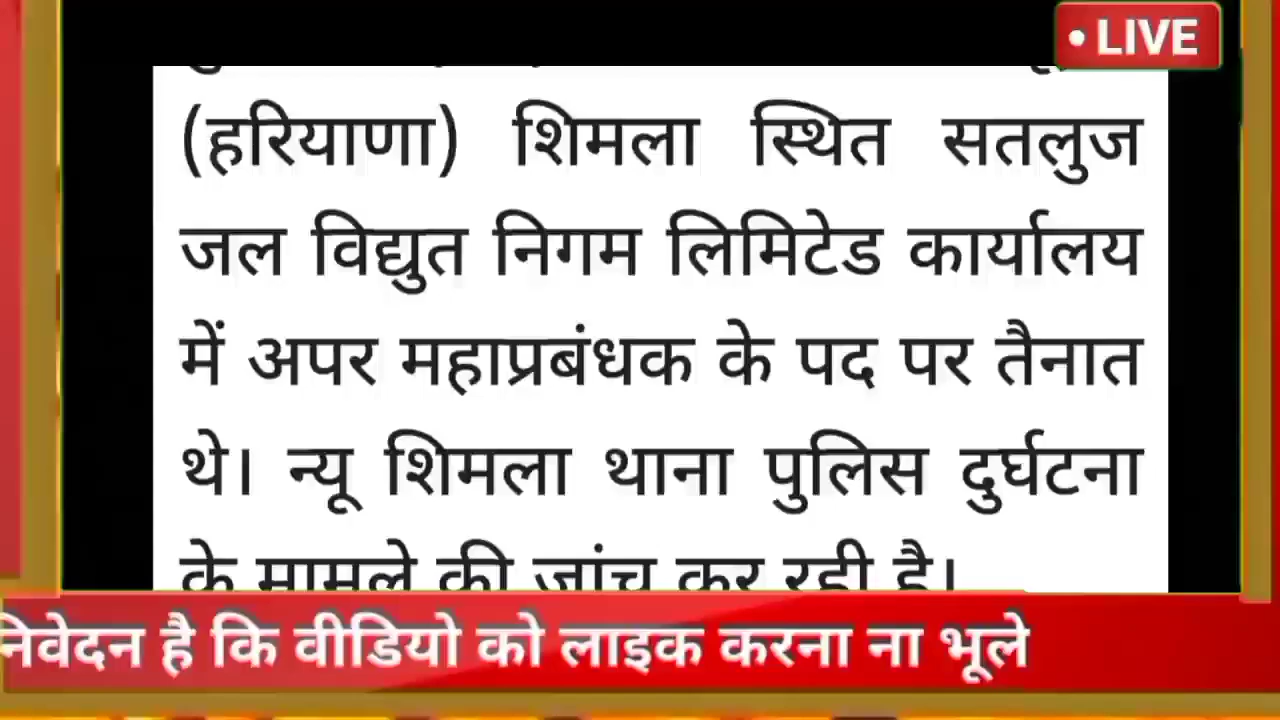 • LIVE
(हरियाणा) शिमला स्थित सतलुज
जल विद्युत निगम लिमिटेड कार्यालय
में अपर महाप्रबंधक के पद पर तैनात
थे। न्यू शिमला थाना पुलिस दुर्घटना
के मामले की जांच कर रही है।
निवेदन है कि वीडियो को लाइक करना ना भूले